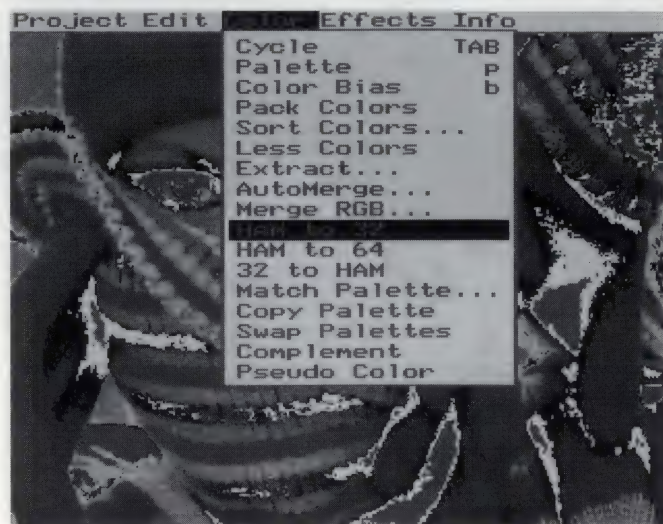 Project Edit Color Effects Info
Cycle TAB
Palette p
Color Bias b
Pack Colors
Sort Colors...
Less Colors
Extract...
AutoMerge...
Merge RGB...
HAM to 32
HAM to 64
32 to HAM
Match Palette...
Copy Palette
Swap Palettes
Complement
Pseudo Color